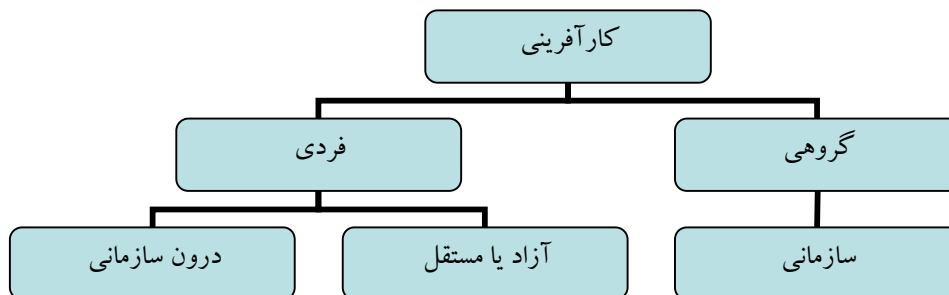 کارآفرینی
گروهی
فردی
سازمانی
آزاد یا مستقل
درون سازمانی